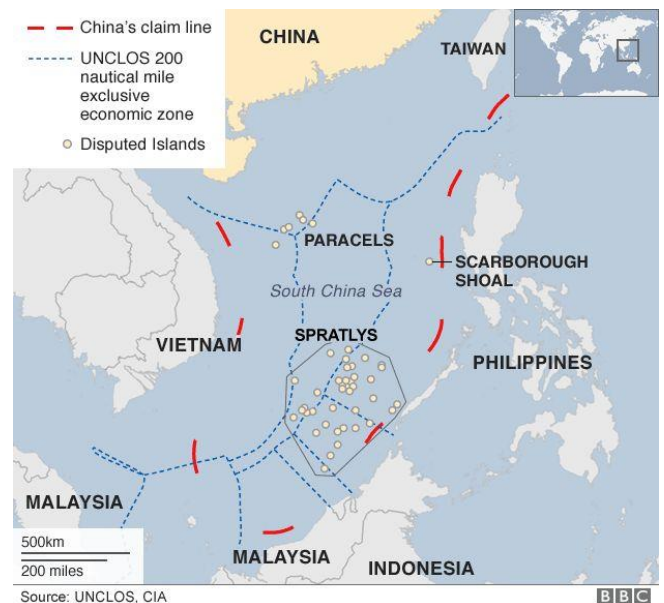 China's claim line
UNCLOS 200
nautical mile
exclusive
economic zone
Disputed Islands
CHINA
TAIWAN
PARACELS
SCARBOROUGH
SHOAL
South China Sea
SPRATLYS
VIETNAM
PHILIPPINES
MALAYSIA
500km
200 miles
MALAYSIA
INDONESIA
Source: UNCLOS, CIA
BBC